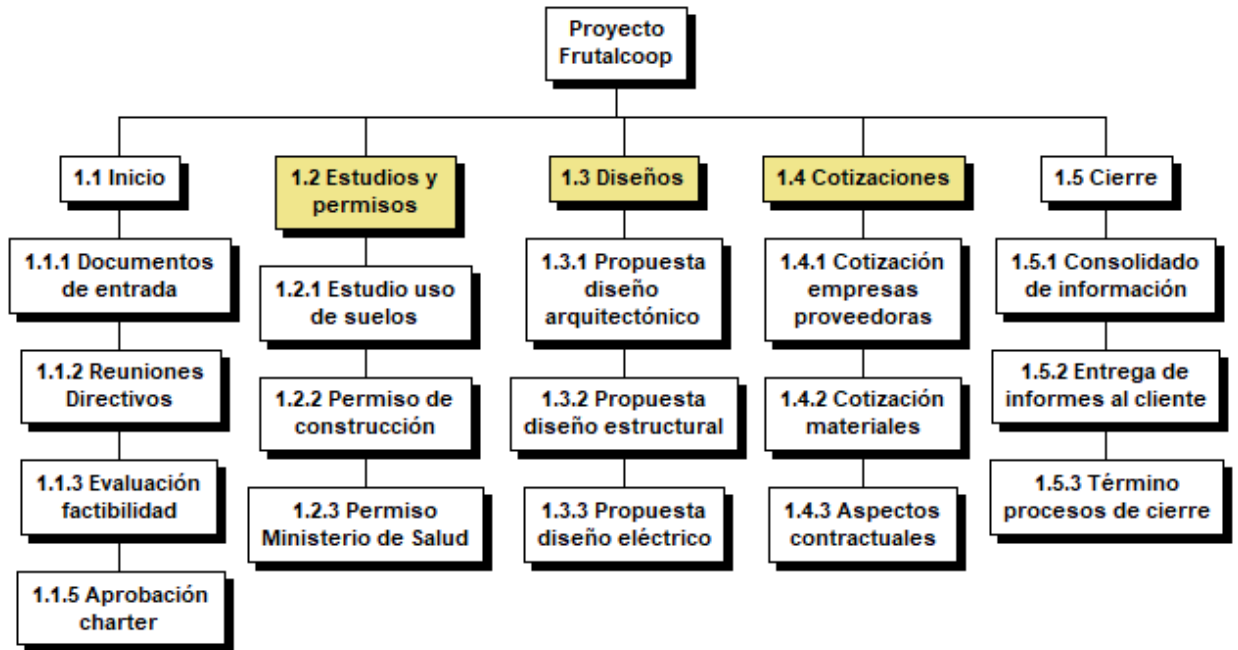 Proyecto
Frutalcoop
1.1 Inicio
1.1.1 Documentos
de entrada
1.1.2 Reuniones
Directivos
1.1.3 Evaluación
factibilidad
1.1.5 Aprobación
charter
1.2 Estudios y
permisos
1.2.1 Estudio uso
de suelos
1.2.2 Permiso de
construcción
1.2.3 Permiso
Ministerio de Salud
1.3 Diseños
1.3.1 Propuesta
diseño
arquitectónico
1.3.2 Propuesta
diseño estructural
1.3.3 Propuesta
diseño eléctrico
1.4 Cotizaciones
1.4.1 Cotización
empresas
proveedoras
1.4.2 Cotización
materiales
1.4.3 Aspectos
contractuales
1.5 Cierre
1.5.1 Consolidado
de información
1.5.2 Entrega de
informes al cliente
1.5.3 Término
procesos de cierre